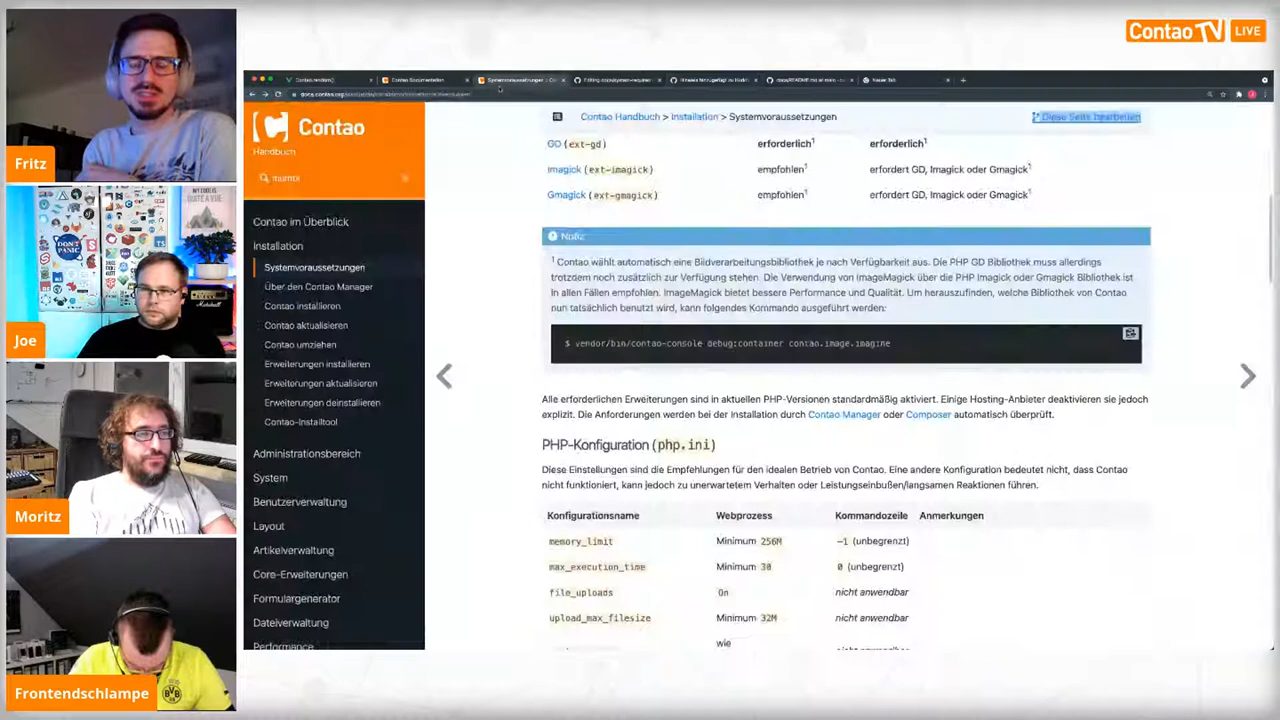 ContaoTV LIVE
Fritz
Joe
DON'T PANIC
Moritz
Frontendschlampe
BVB 09
Contao
Handbuch
Contao im Überblick
Installation
Systemvoraussetzungen
Über den Contao Manager
Contao installieren
Contao aktualisieren
Contao umziehen
Erweiterungen installieren
Erweiterungen aktualisieren
Erweiterungen deinstallieren
Contao-Installtool
Administrationsbereich
System
Benutzerverwaltung
Layout
Artikelverwaltung
Core-Erweiterungen
Formulargenerator
Dateiverwaltung
Performance
Contao Handbuch > Installation > Systemvoraussetzungen
Diese Seite bearbeiten
GD (ext-gd) erforderlich¹ erforderlich¹
Imagick (ext-imagick) empfohlen¹ erfordert GD, Imagick oder Gmagick¹
Gmagick (ext-gmagick) empfohlen¹ erfordert GD, Imagick oder Gmagick¹
¹ Contao wählt automatisch eine Bildverarbeitungsbibliothek je nach Verfügbarkeit aus. Die PHP GD Bibliothek muss allerdings
trotzdem noch zusätzlich zur Verfügung stehen. Die Verwendung von ImageMagick über die PHP Imagick oder Gmagick Bibliothek ist
in allen Fällen empfohlen. ImageMagick bietet bessere Performance und Qualität. Um herauszufinden, welche Bibliothek von Contao
nun tatsächlich benutzt wird, kann folgendes Kommando ausgeführt werden:
$ vendor/bin/contao-console debug:container contao.image.imagine
Alle erforderlichen Erweiterungen sind in aktuellen PHP-Versionen standardmäßig aktiviert. Einige Hosting-Anbieter deaktivieren sie jedoch
explizit. Die Anforderungen werden bei der Installation durch Contao Manager oder Composer automatisch überprüft.
PHP-Konfiguration (php.ini)
Diese Einstellungen sind die Empfehlungen für den idealen Betrieb von Contao. Eine andere Konfiguration bedeutet nicht, dass Contao
nicht funktioniert, kann jedoch zu unerwartetem Verhalten oder Leistungseinbußen/langsamen Reaktionen führen.
Konfigurationsname Webprozess Kommandozeile Anmerkungen
memory_limit Minimum 256M -1 (unbegrenzt)
max_execution_time Minimum 30 0 (unbegrenzt)
file_uploads On nicht anwendbar
upload_max_filesize Minimum 32M nicht anwendbar
wie